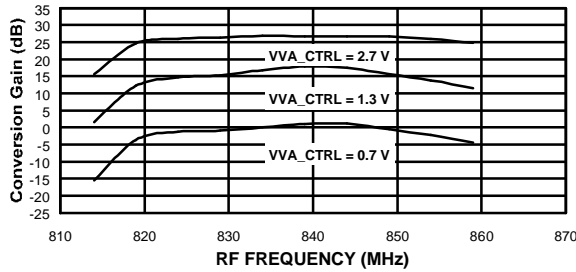 Conversion Gain (dB)
35
30
25
20
15
10
5
0
-5
-10
-15
-20
-25
VVA_CTRL = 2.7 V
VVA_CTRL = 1.3 V
VVA_CTRL = 0.7 V
810 820 830 840 850 860 870
RF FREQUENCY (MHz)